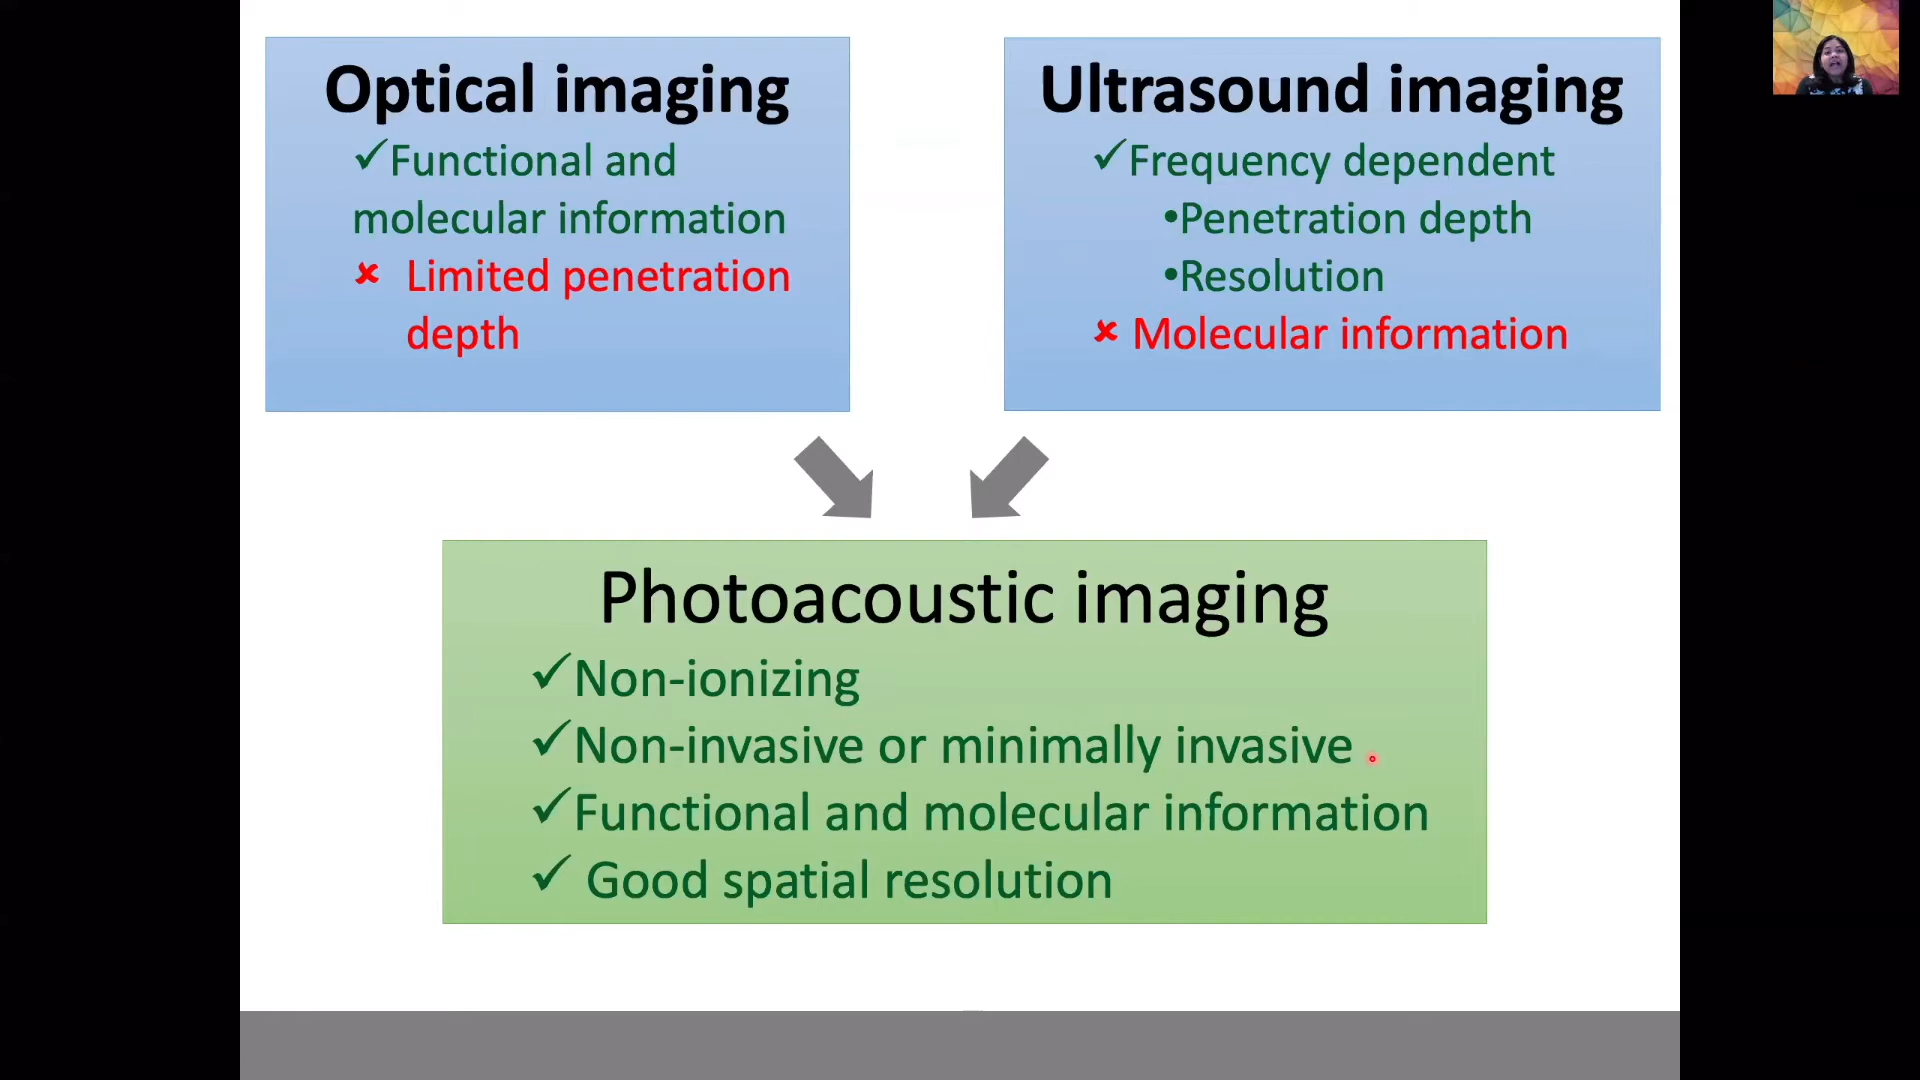 Optical imaging
✓Functional and
molecular information
✘ Limited penetration
depth
Ultrasound imaging
✓Frequency dependent
•Penetration depth
•Resolution
✘ Molecular information
Photoacoustic imaging
✓Non-ionizing
✓Non-invasive or minimally invasive
✓Functional and molecular information
✓ Good spatial resolution